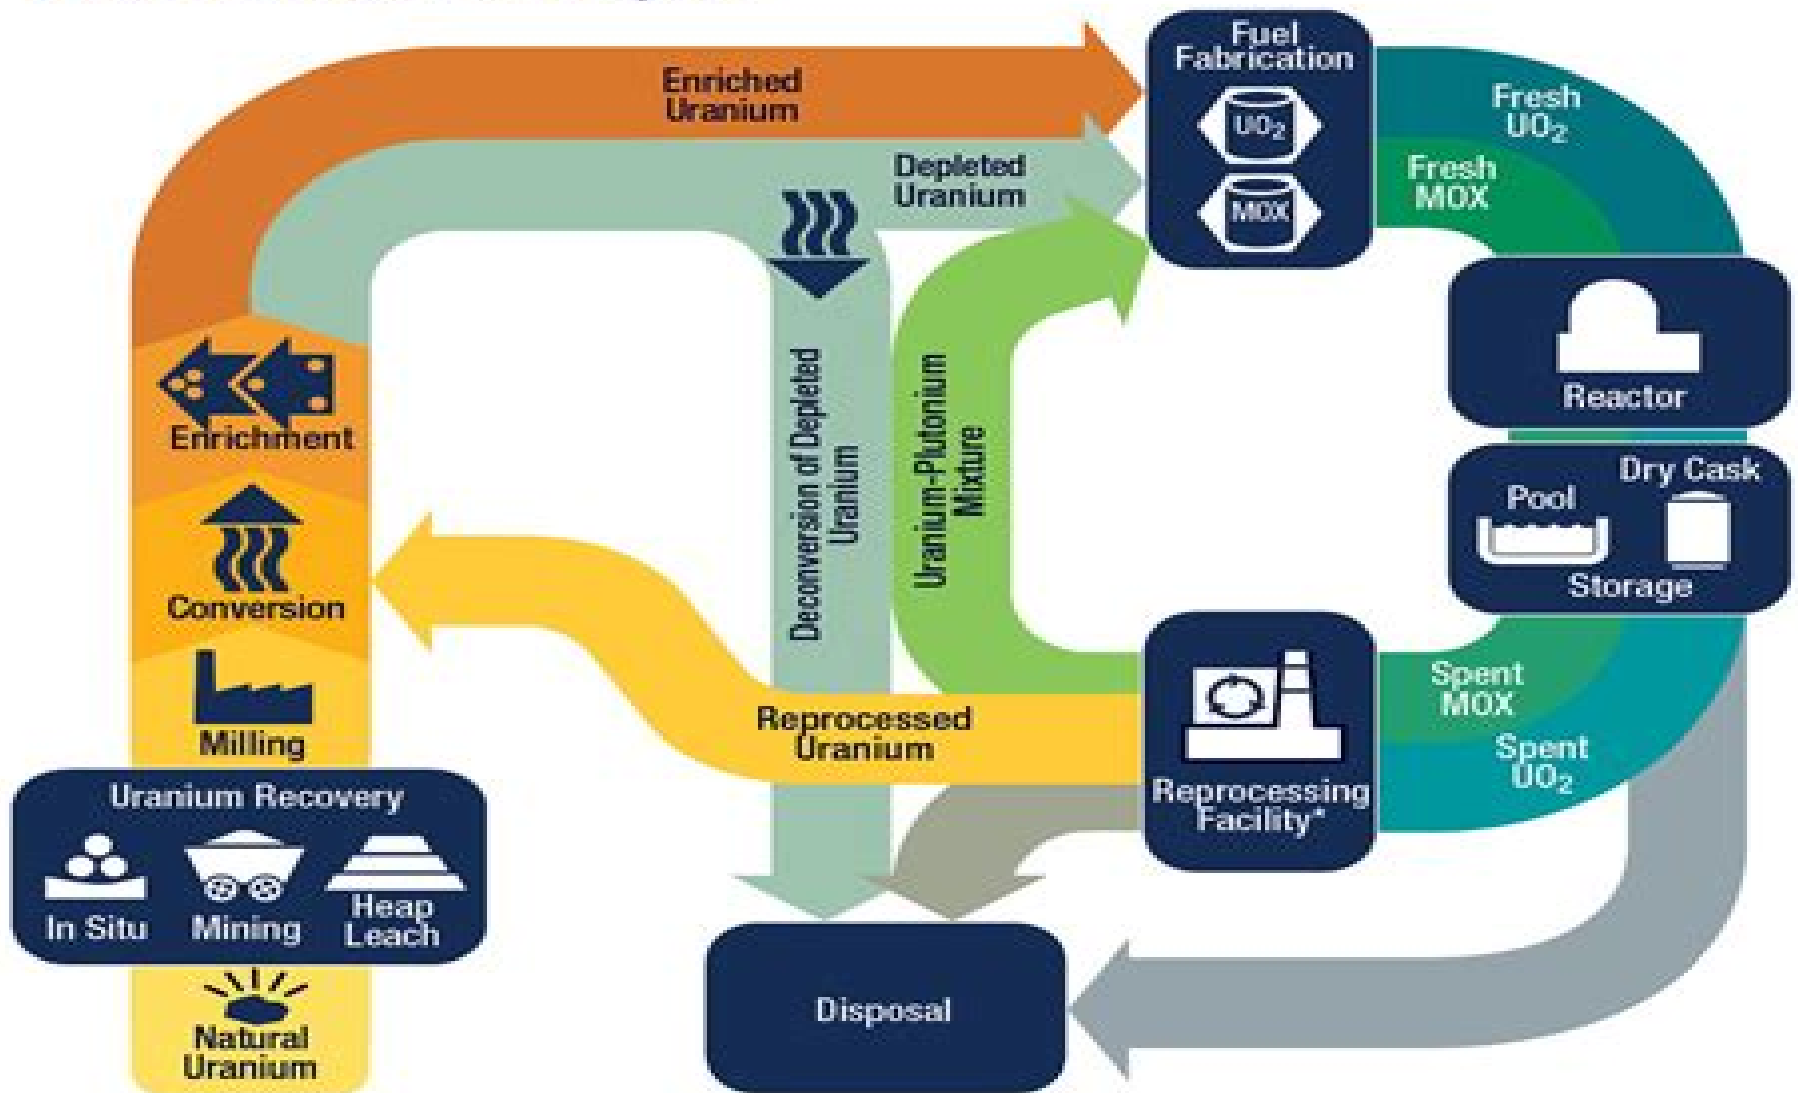 Enriched
Uranium
Depleted
Uranium
Fuel
Fabrication
UO₂
MOX
Fresh
UO₂
Fresh
MOX
Reactor
Dry Cask
Pool
Storage
Enrichment
Conversion
Milling
Uranium Recovery
In Situ
Mining
Heap
Leach
Natural
Uranium
Deconversion of Depleted
Uranium
Uranium-Plutonium
Mixture
Reprocessed
Uranium
Reprocessing
Facility*
Spent
MOX
Spent
UO₂
Disposal